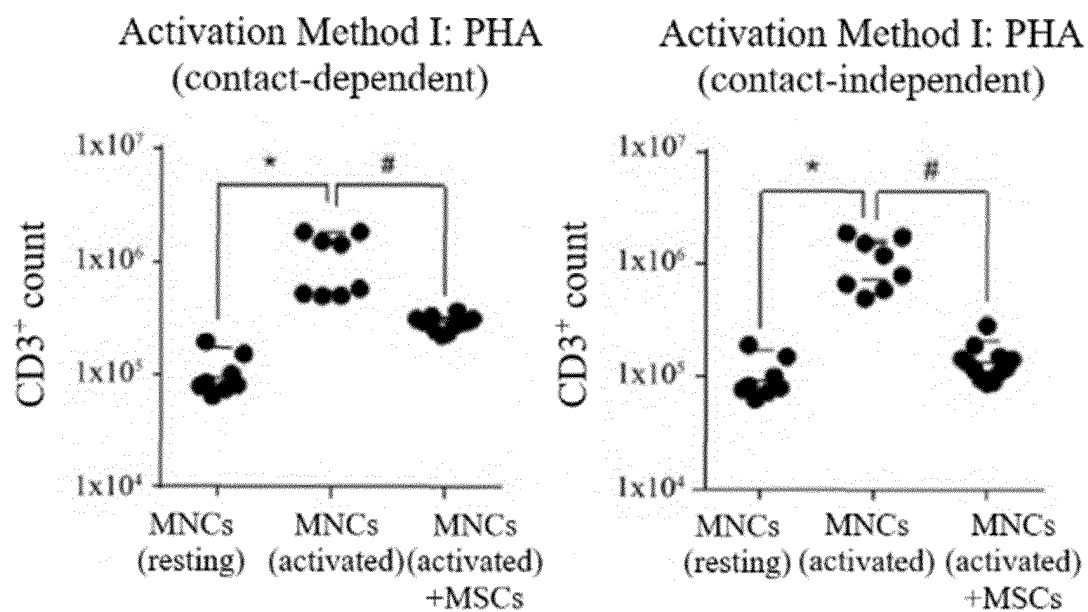 Activation Method I: PHA
(contact-dependent)
1x10⁷
1x10⁶
1x10⁵
1x10⁴
CD3⁺ count
*
#
MNCs
(resting)
MNCs
(activated)
MNCs
(activated)
+MSCs
Activation Method I: PHA
(contact-independent)
1x10⁷
1x10⁶
1x10⁵
1x10⁴
CD3⁺ count
*
#
MNCs
(resting)
MNCs
(activated)
MNCs
(activated)
+MSCs